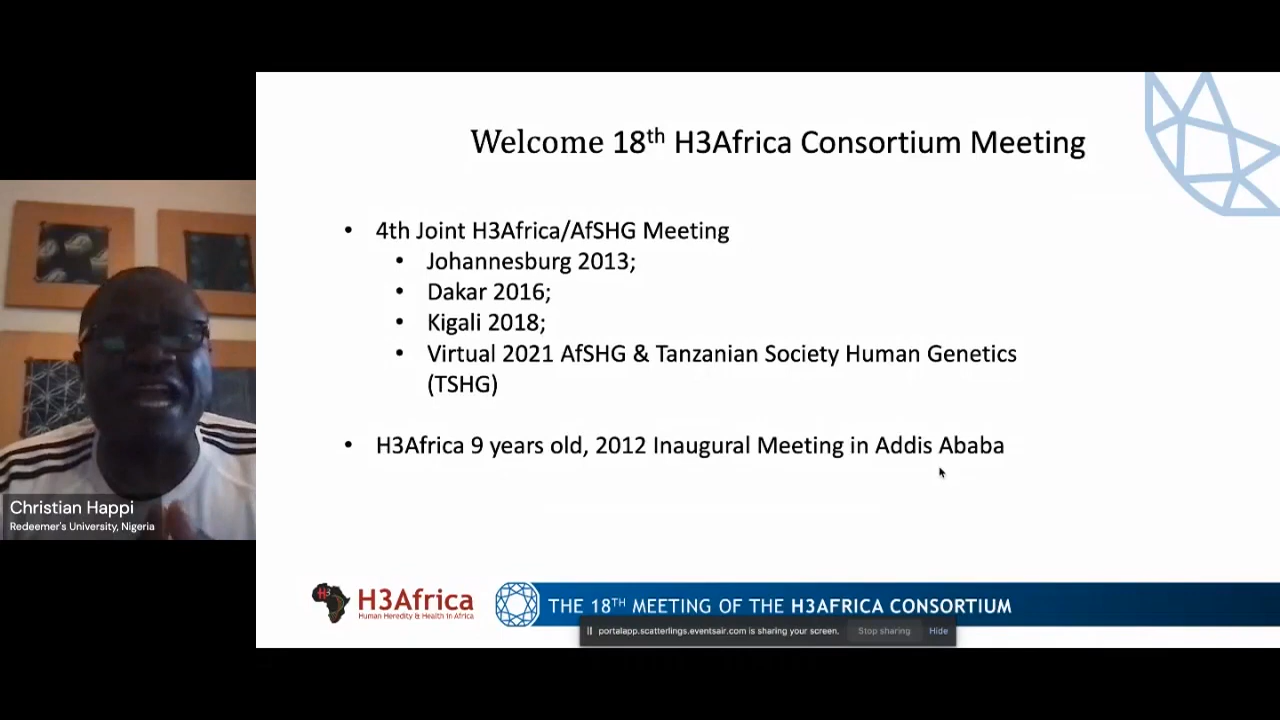 Welcome 18th H3Africa Consortium Meeting
• 4th Joint H3Africa/AfSHG Meeting
• Johannesburg 2013;
• Dakar 2016;
• Kigali 2018;
• Virtual 2021 AfSHG & Tanzanian Society Human Genetics
(TSHG)
• H3Africa 9 years old, 2012 Inaugural Meeting in Addis Ababa
Christian Happi
Redeemer's University, Nigeria
H3
H3Africa
Human Heredity & Health in Africa
THE 18TH MEETING OF THE H3AFRICA CONSORTIUM
portalapp.scatterlings.eventsair.com is sharing your screen.
Stop sharing
Hide